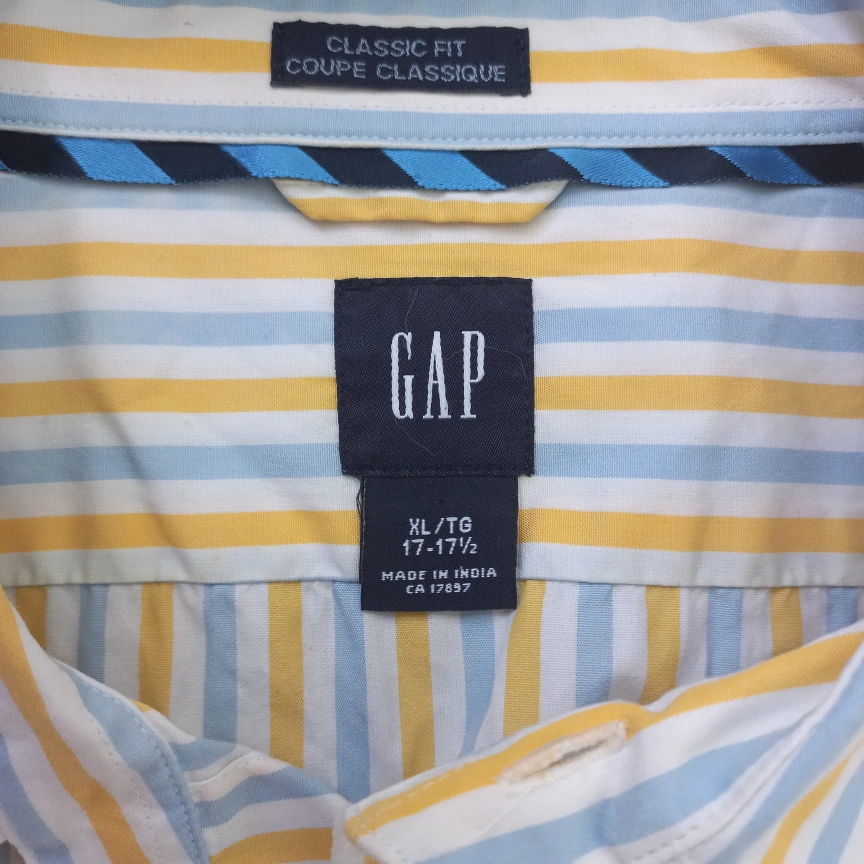 CLASSIC FIT
COUPE CLASSIQUE
GAP
XL/TG
17-17½
MADE IN INDIA
CA 17897